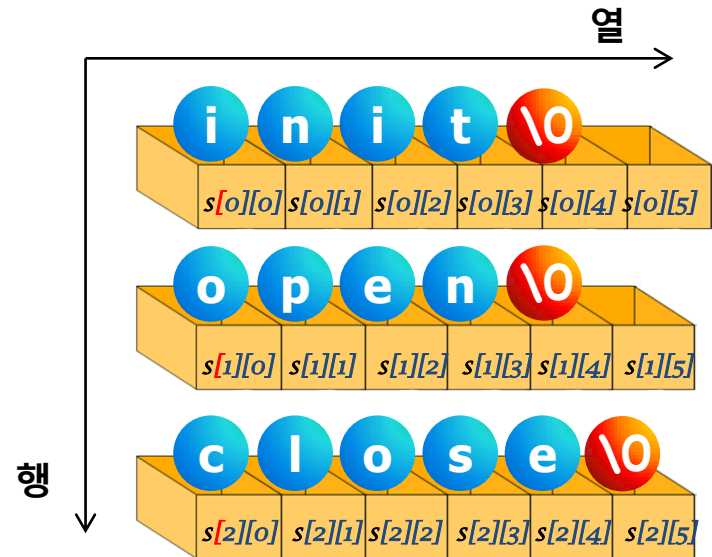 열
i n i t \0
s[0][0] s[0][1] s[0][2] s[0][3] s[0][4] s[0][5]
o p e n \0
s[1][0] s[1][1] s[1][2] s[1][3] s[1][4] s[1][5]
행
c l o s e \0
s[2][0] s[2][1] s[2][2] s[2][3] s[2][4] s[2][5]